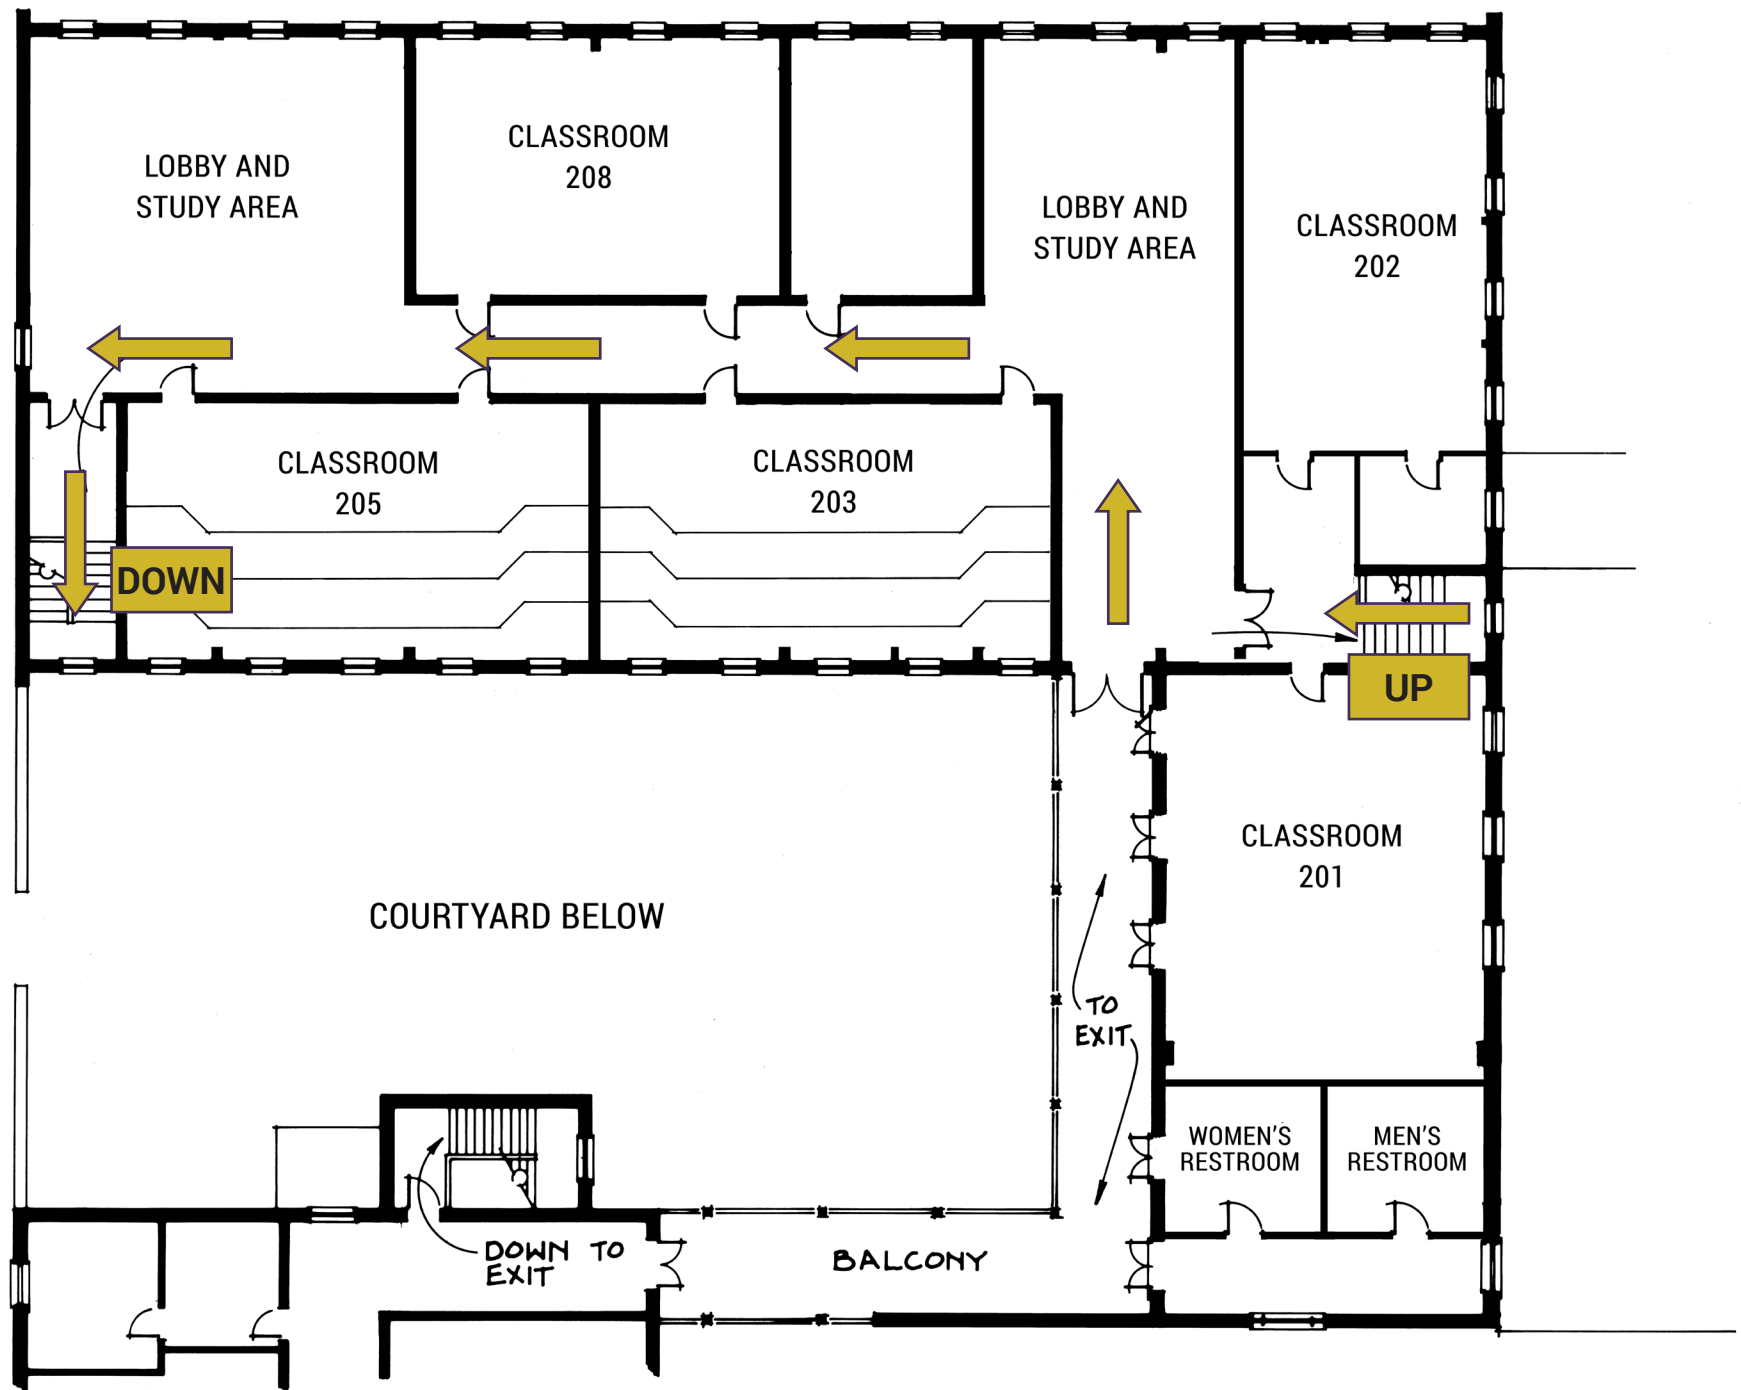 LOBBY AND
STUDY AREA
CLASSROOM
208
LOBBY AND
STUDY AREA
CLASSROOM
202
CLASSROOM
205
CLASSROOM
203
DOWN
UP
CLASSROOM
201
COURTYARD BELOW
TO
EXIT
WOMEN'S
RESTROOM
MEN'S
RESTROOM
DOWN TO
EXIT
BALCONY